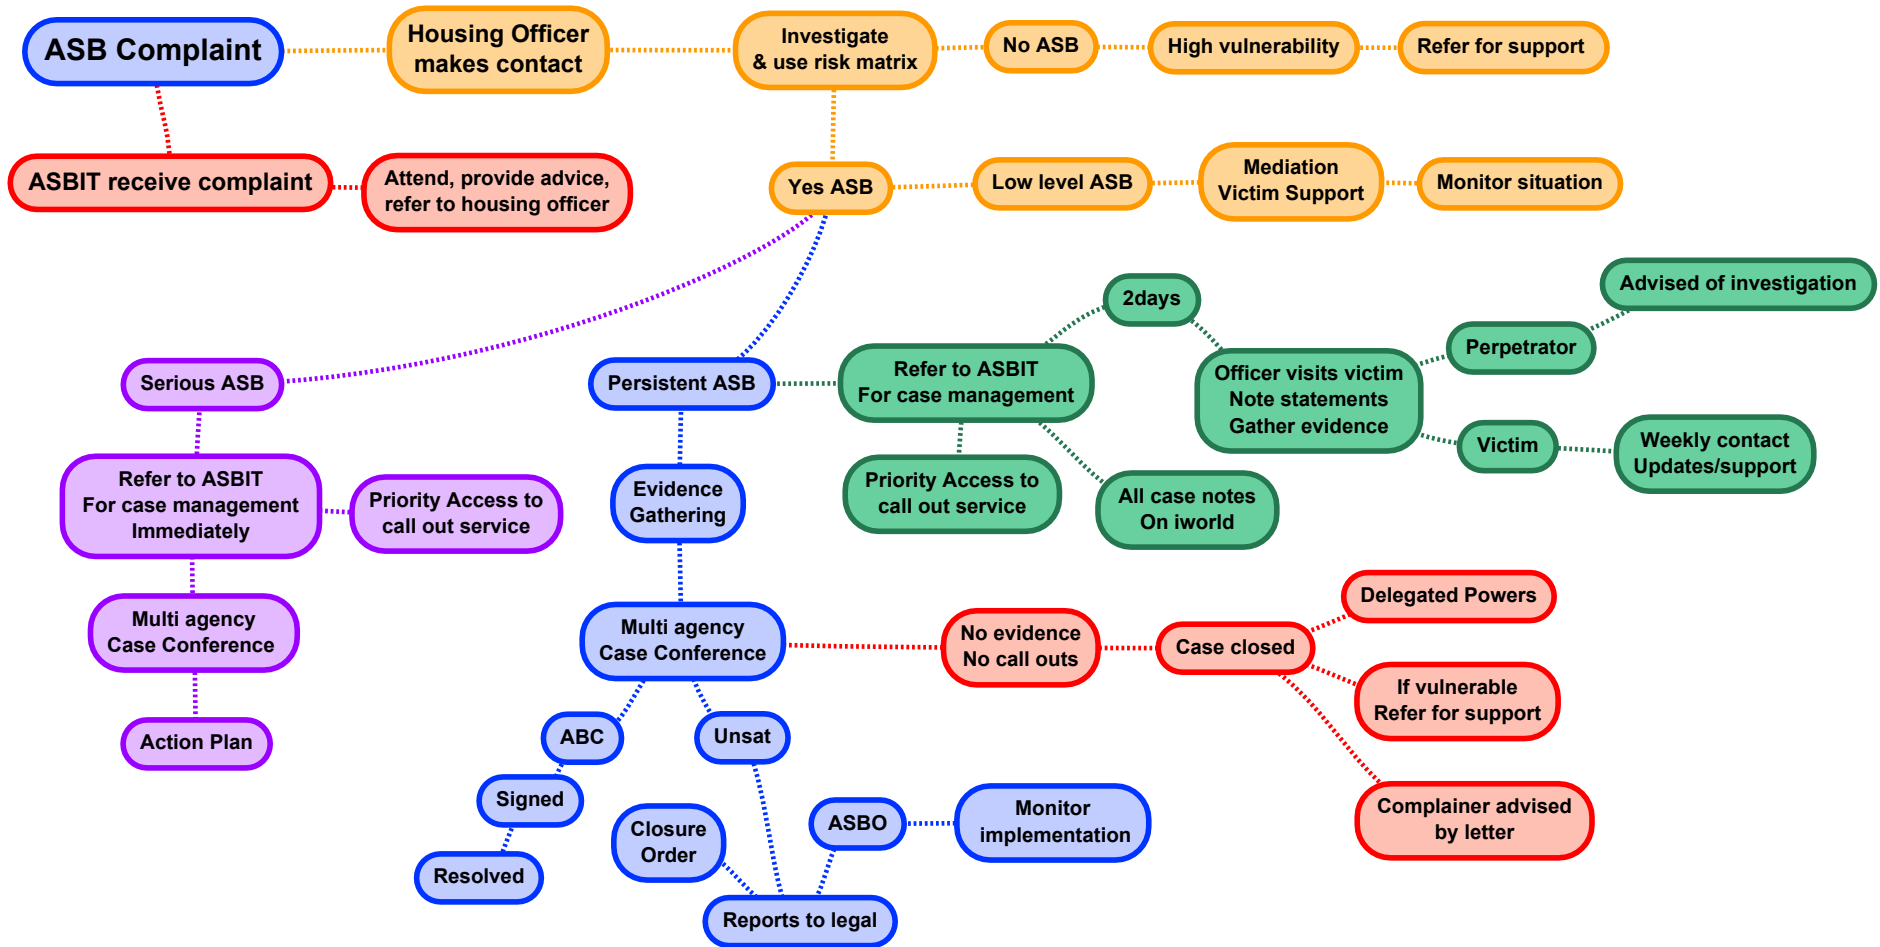 ASB Complaint
Housing Officer
makes contact
Investigate
& use risk matrix
No ASB
High vulnerability
Refer for support
ASBIT receive complaint
Attend, provide advice,
refer to housing officer
Yes ASB
Low level ASB
Mediation
Victim Support
Monitor situation
Serious ASB
Refer to ASBIT
For case management
Immediately
Priority Access to
call out service
Multi agency
Case Conference
Action Plan
Persistent ASB
Evidence
Gathering
Multi agency
Case Conference
ABC
Signed
Resolved
Unsat
Closure
Order
ASBO
Monitor
implementation
Reports to legal
Refer to ASBIT
For case management
2days
Officer visits victim
Note statements
Gather evidence
Perpetrator
Advised of investigation
Victim
Weekly contact
Updates/support
Priority Access to
call out service
All case notes
On iworld
No evidence
No call outs
Case closed
Delegated Powers
If vulnerable
Refer for support
Complainer advised
by letter